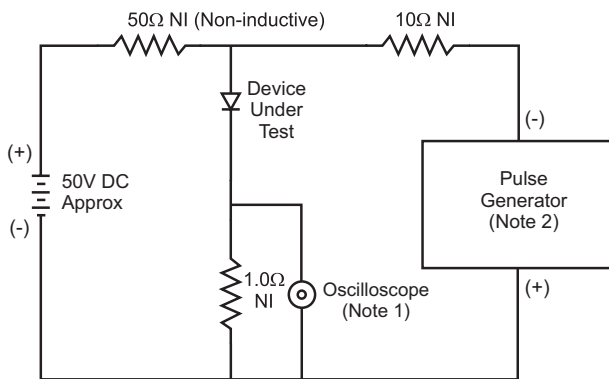 50Ω NI (Non-inductive)
10Ω NI
Device
Under
Test
(+)
50V DC
Approx
(-)
(-)
Pulse
Generator
(Note 2)
(+)
1.0Ω
NI
Oscilloscope
(Note 1)